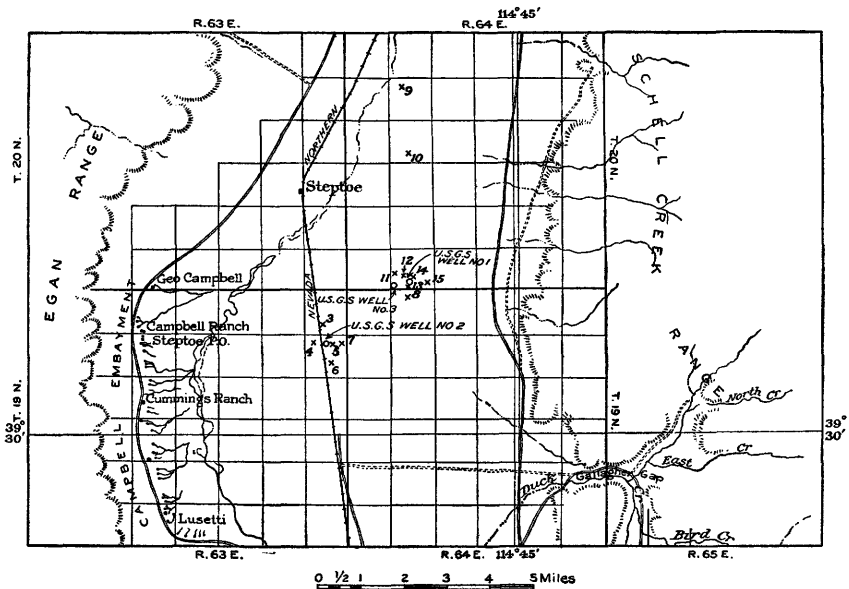 R. 63 E.
R. 64 E.
114° 45'
T. 20 N.
T. 19 N.
EGAN RANGE
SCHELL CREEK RANGE
T. 20 N.
T. 19 N.
NORTHERN
NEVADA
Steptoe
9
10
11
12
14
15
13
8
U.S.G.S
WELL NO 1
U.S.G.S WELL
No. 3
U.S.G.S WELL NO 2
3
4
5
7
6
Geo Campbell
Campbell Ranch
Steptoe P.O.
CAMPBELL EMBAYMENT
Cummings Ranch
Lusetti
39°
30'
39°
30'
North Cr
East Cr
Gallagher Gap
Duck Cr
Bird Cr
R. 63 E.
R. 64 E.
114° 45'
R. 65 E.
0 1/2 1 2 3 4 5 Miles